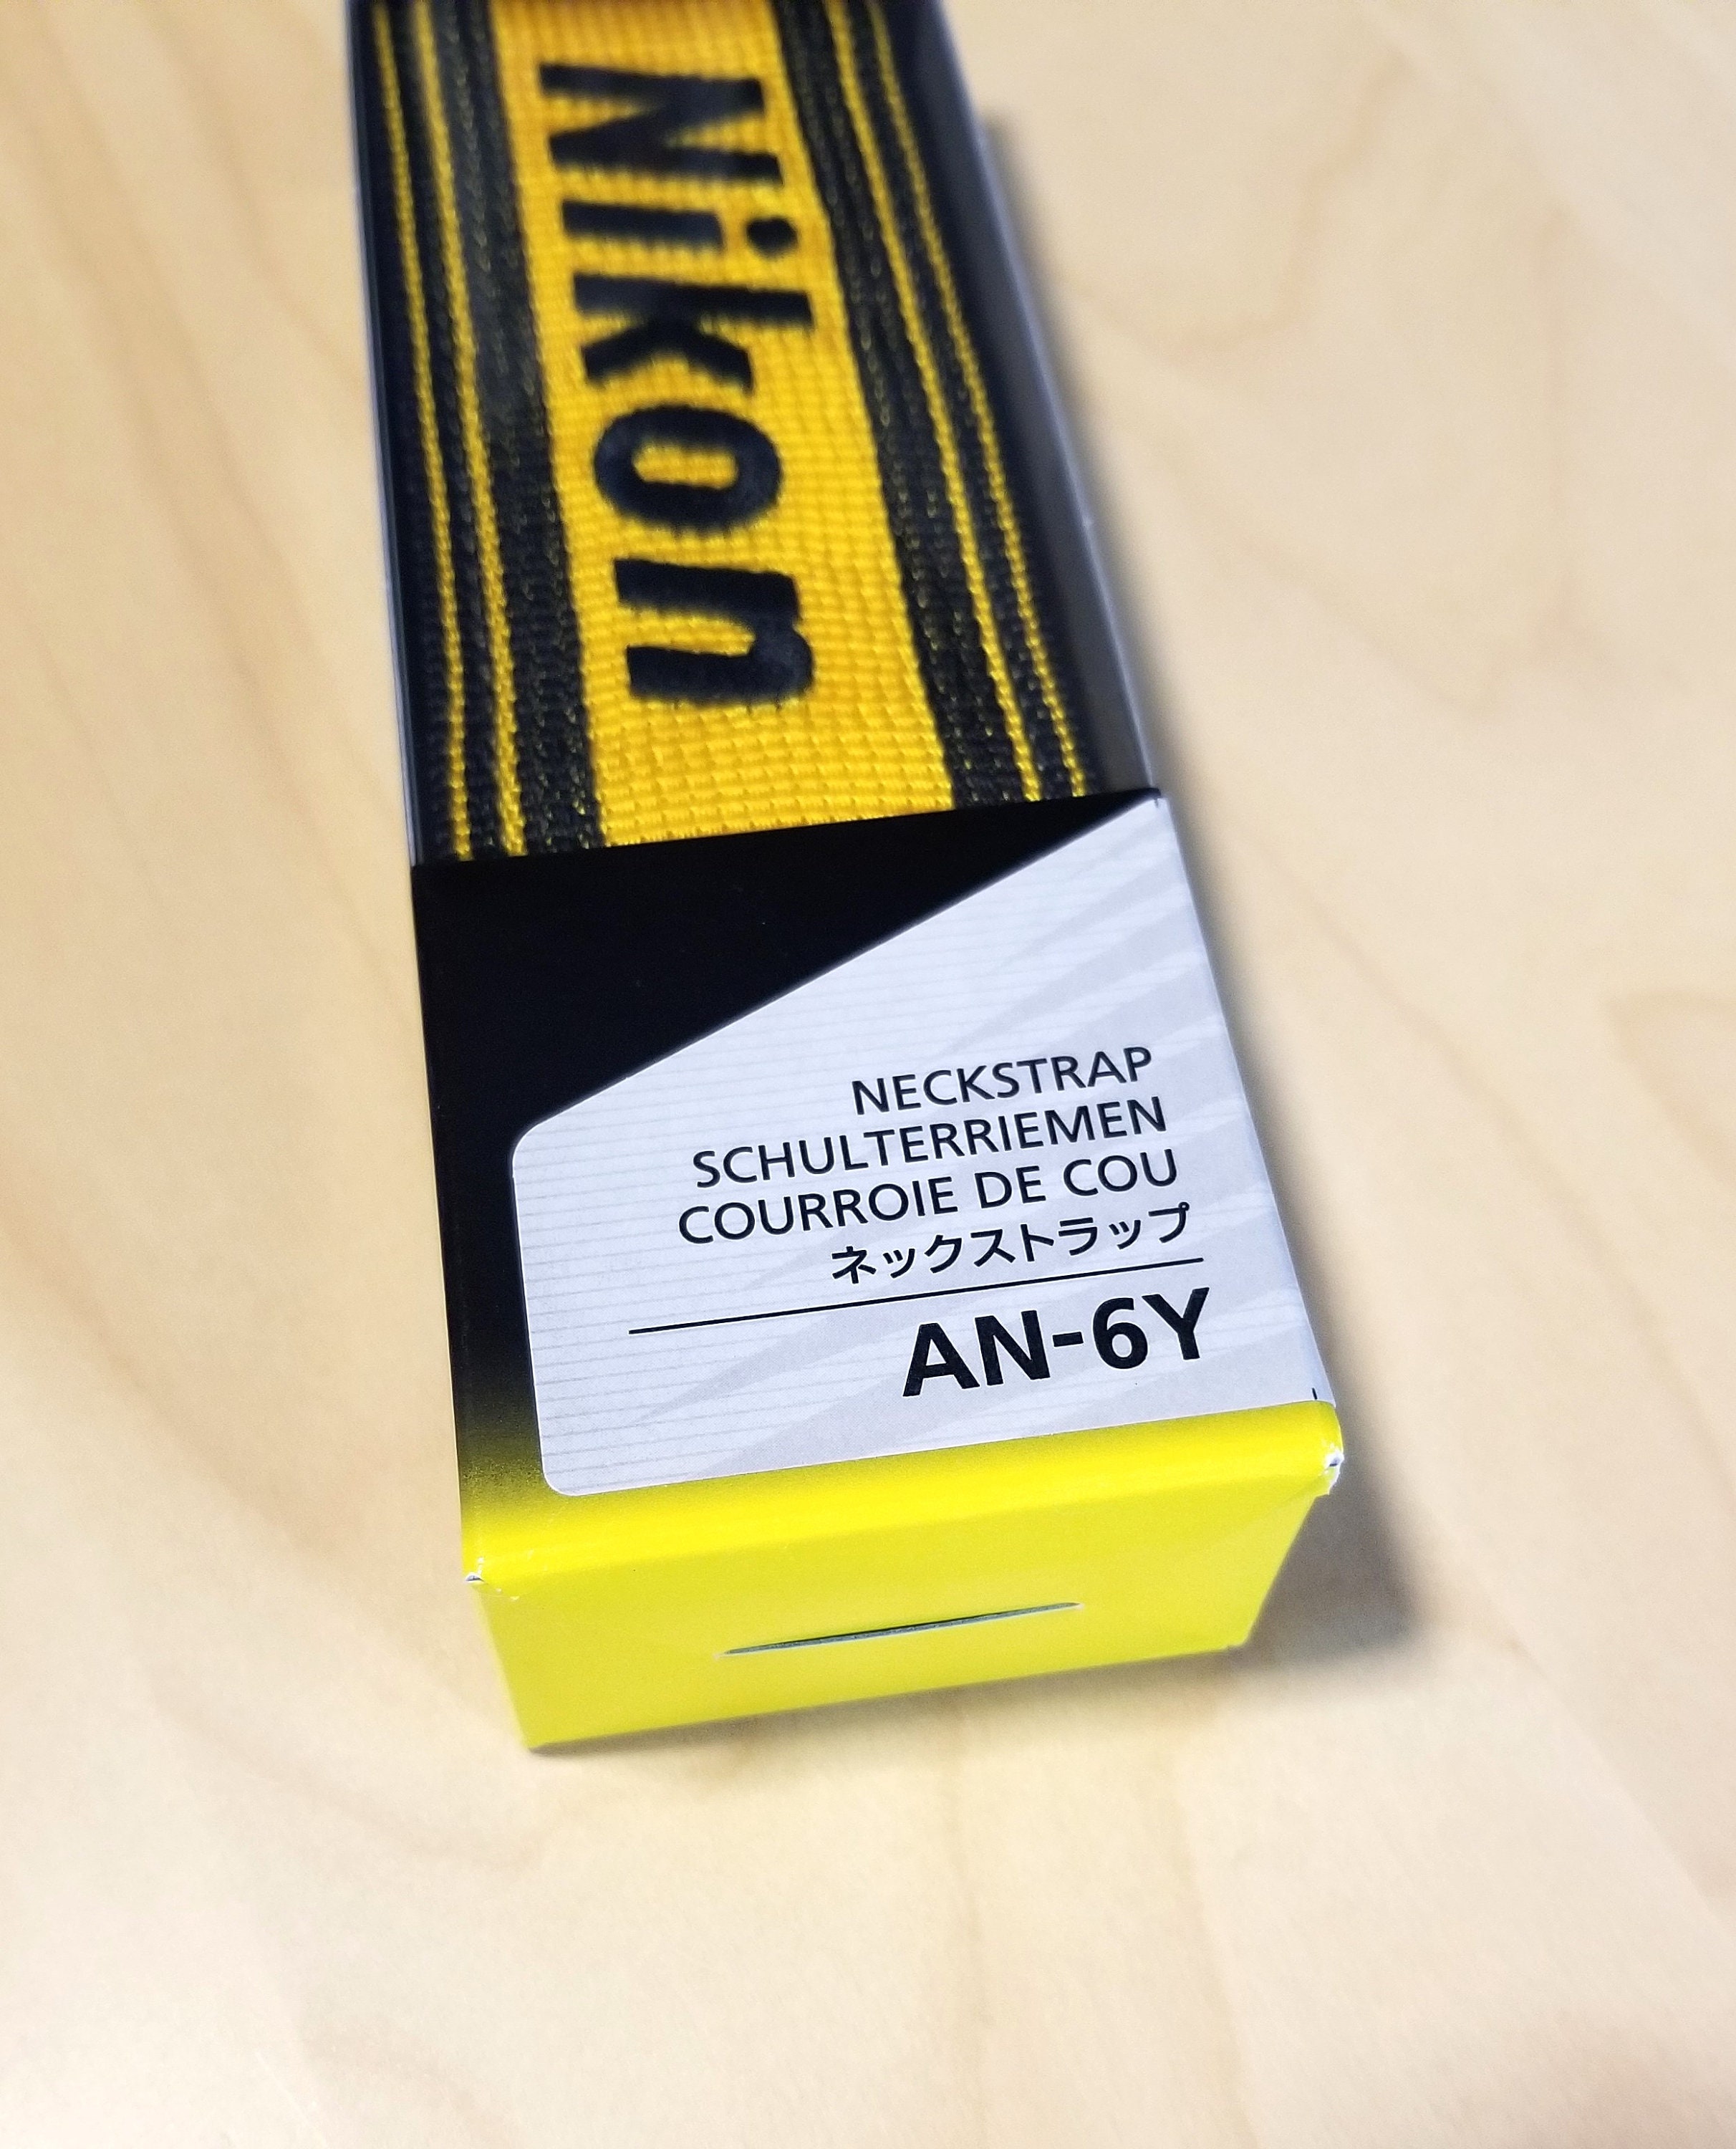 Nikon
NECKSTRAP
SCHULTERRIEMEN
COURROIE DE COU
ネックストラップ
AN-6Y